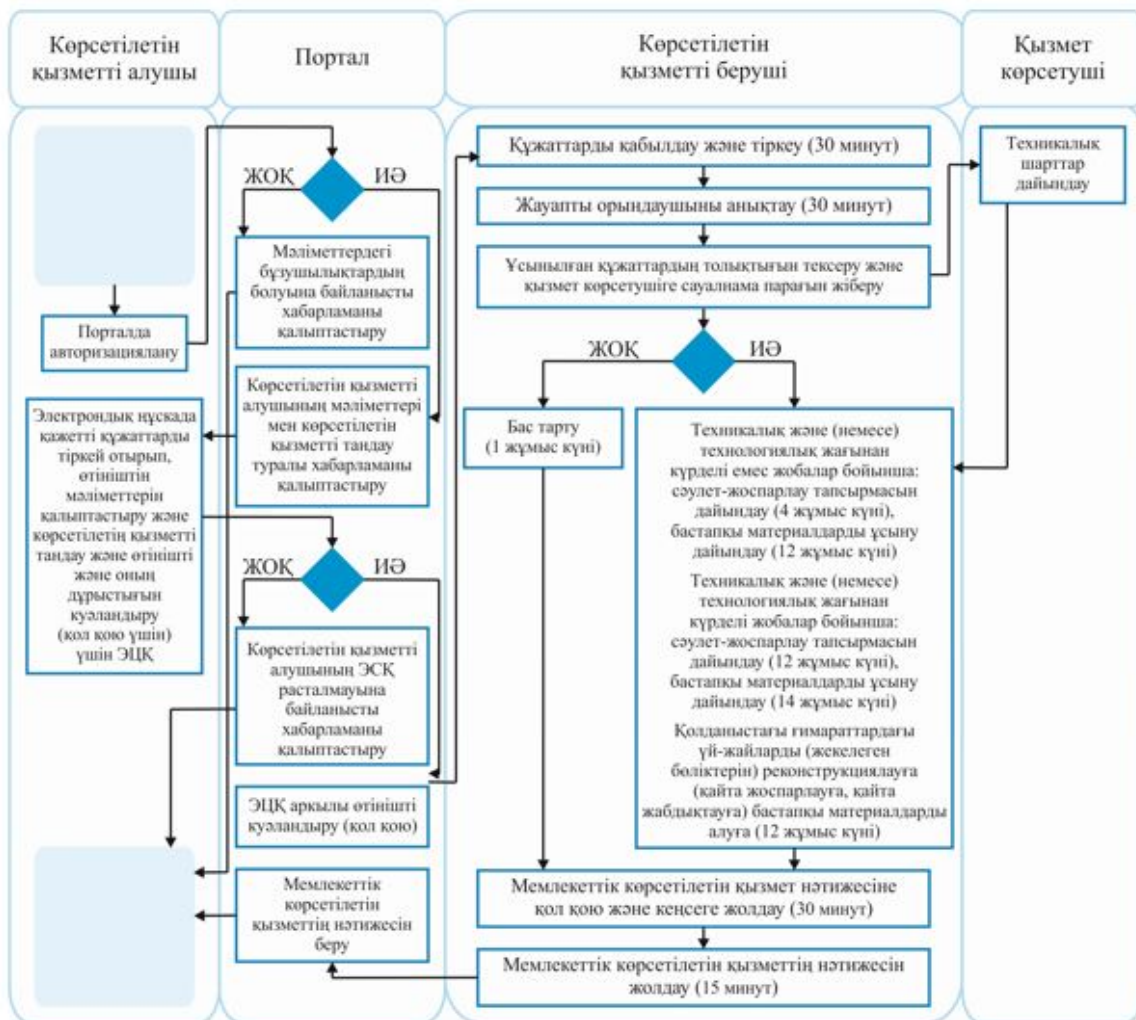 Көрсетілетін
қызметті алушы
Портал
Көрсетілетін
қызметті беруші
Қызмет
көрсетуші
ЖОҚ
ИӘ
Мәліметтердегі
бұзушылықтардың
болуына байланысты
хабарламаны
қалыптастыру
Порталда
авторизациялану
Көрсетілетін қызметті
алушының мәліметтері
мен көрсетілетін
қызметті таңдау
туралы хабарламаны
қалыптастыру
Электрондық нұскада
қажетті құжаттарды
тіркей отырып,
өтініштін
мәліметтерін
қалыптастыру және
көрсетілетің қызметті
таңдау және өтінішті
және оның
дұрыстығын
куәландыру
(қол қою үшін)
үшін ЭЦҚ
ЖОҚ
ИӘ
Көрсетілетін қызметті
алушының ЭСҚ
расталмауына
байланысты
хабарламаны
қалыптастыру
ЭЦҚ арқылы өтінішті
куәландыру (қол қою)
Мемлекеттік
көрсетілетін
қызметтің нәтижесін
беру
Құжаттарды қабылдау және тіркеу (30 минут)
Жауапты орындаушыны анықтау (30 минут)
Ұсынылған құжаттардың толықтығын тексеру және
қызмет көрсетушіге сауалнама парағын жіберу
ЖОҚ
ИӘ
Бас тарту
(1 жұмыс күні)
Техникалық және (немесе)
технологиялық жағынан
күрделі емес жобалар бойынша:
сәулет-жоспарлау тапсырмасын
дайындау (4 жұмыс күні),
бастапқы материалдарды ұсыну
дайындау (12 жұмыс күні)
Техникалық және (немесе)
технологиялық жағынан
күрделі жобалар бойынша:
сәулет-жоспарлау тапсырмасын
дайындау (12 жұмыс күні),
бастапқы материалдарды ұсыну
дайындау (14 жұмыс күні)
Қолданыстағы ғимараттардағы
үй-жайларды (жекелеген
бөліктерін) реконструкциялауға
(қайта жоспарлауға, қайта
жабдықтауға) бастапқы материалдарды
алуға (12 жұмыс күні)
Мемлекеттік көрсетілетін қызмет нәтижесіне
қол қою және кеңсеге жолдау (30 минут)
Мемлекеттік көрсетілетін қызметтің нәтижесін
жолдау (15 минут)
Техникалық
шарттар
дайындау